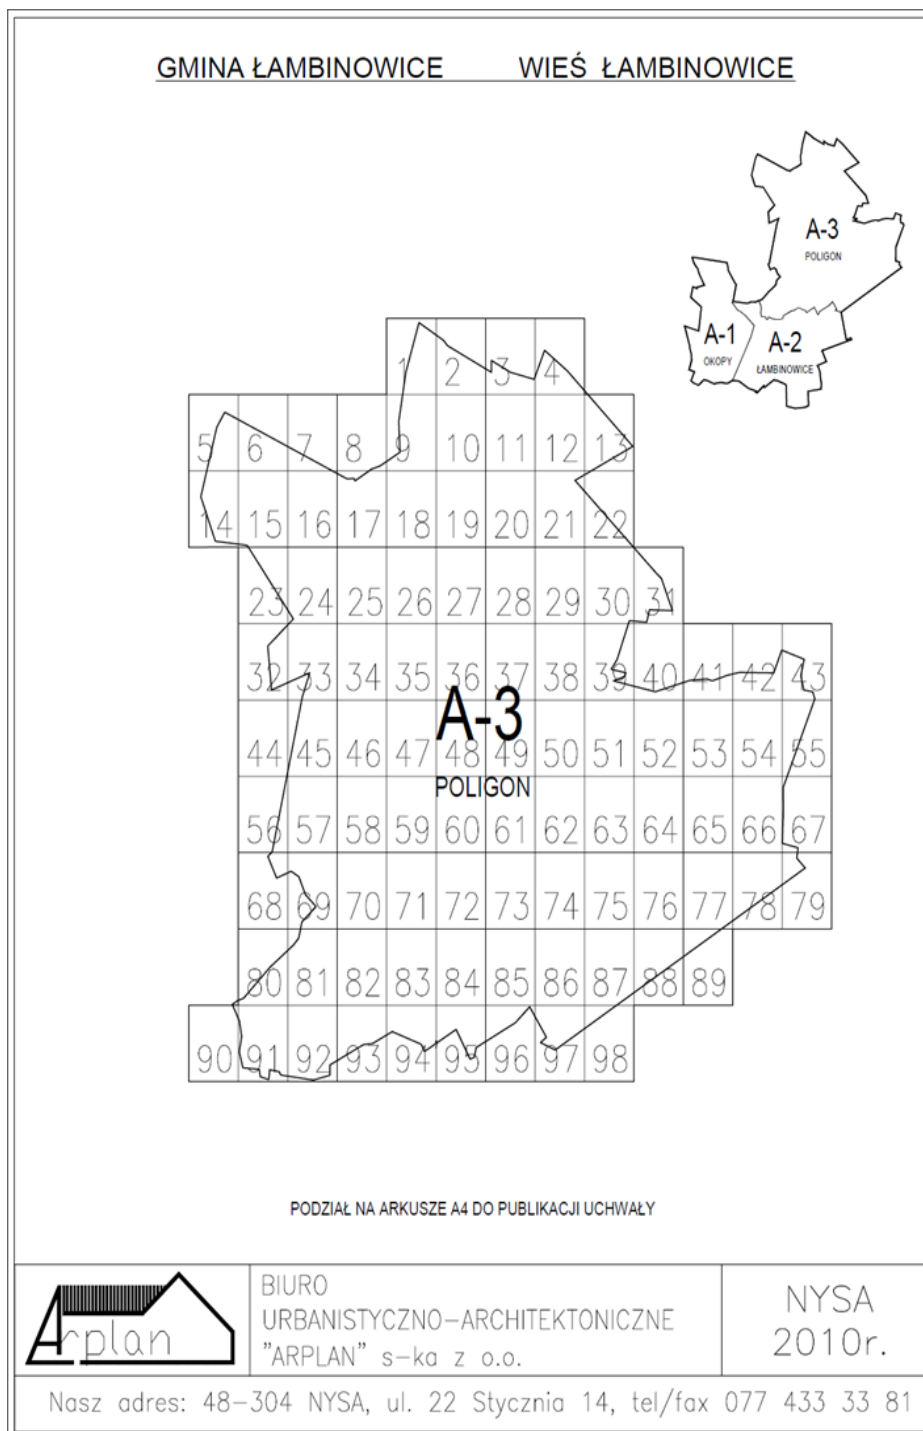 GMINA ŁAMBINOWICE WIEŚ ŁAMBINOWICE
A-3
POLIGON
A-1
OKOPY
A-2
ŁAMBINOWICE
1 2 3 4
5 6 7 8 9 10 11 12 13
14 15 16 17 18 19 20 21 22
23 24 25 26 27 28 29 30 31
32 33 34 35 36 37 38 39 40 41 42 43
A-3
44 45 46 47 48 49 50 51 52 53 54 55
POLIGON
56 57 58 59 60 61 62 63 64 65 66 67
68 69 70 71 72 73 74 75 76 77 78 79
80 81 82 83 84 85 86 87 88 89
90 91 92 93 94 95 96 97 98
PODZIAŁ NA ARKUSZE A4 DO PUBLIKACJI UCHWAŁY
Arplan
BIURO
URBANISTYCZNO-ARCHITEKTONICZNE
"ARPLAN" s-ka z o.o.
NYSA
2010r.
Nasz adres: 48-304 NYSA, ul. 22 Stycznia 14, tel/fax 077 433 33 81